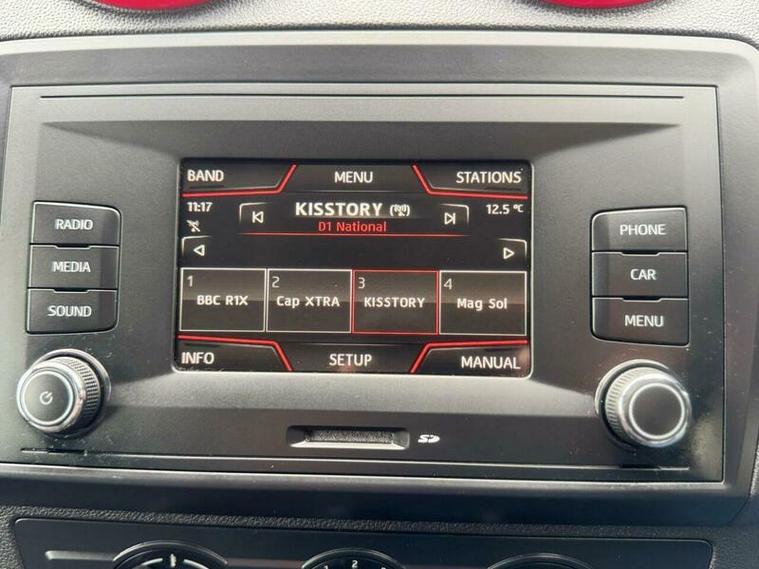 BAND MENU STATIONS
11:17 KISSTORY 12.5 °C
D1 National
RADIO
MEDIA
SOUND
PHONE
CAR
MENU
1 2 3 4
BBC R1X Cap XTRA KISSTORY Mag Sol
INFO SETUP MANUAL
SD
2